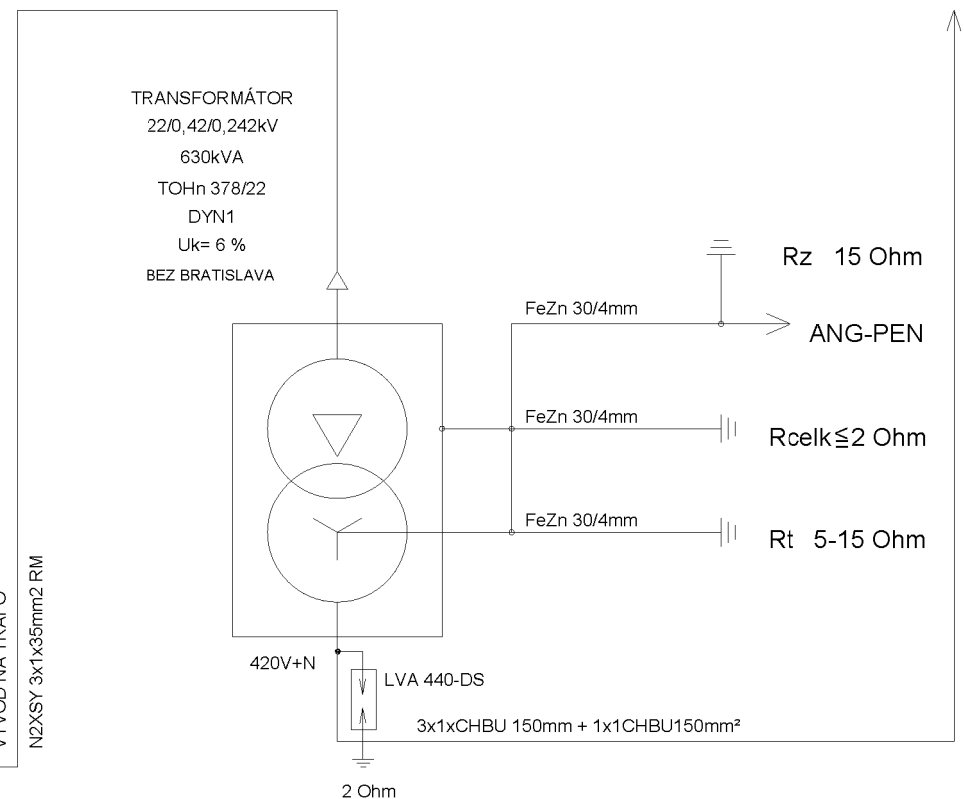 TRANSFORMÁTOR
22/0,42/0,242kV
630kVA
TOHn 378/22
DYN1
Uk= 6 %
BEZ BRATISLAVA
FeZn 30/4mm
Rz 15 Ohm
ANG-PEN
FeZn 30/4mm
Rcelk≦2 Ohm
FeZn 30/4mm
Rt 5-15 Ohm
NA TRAFO
N2XSY 3x1x35mm2 RM
420V+N
LVA 440-DS
3x1xCHBU 150mm + 1x1CHBU150mm²
2 Ohm